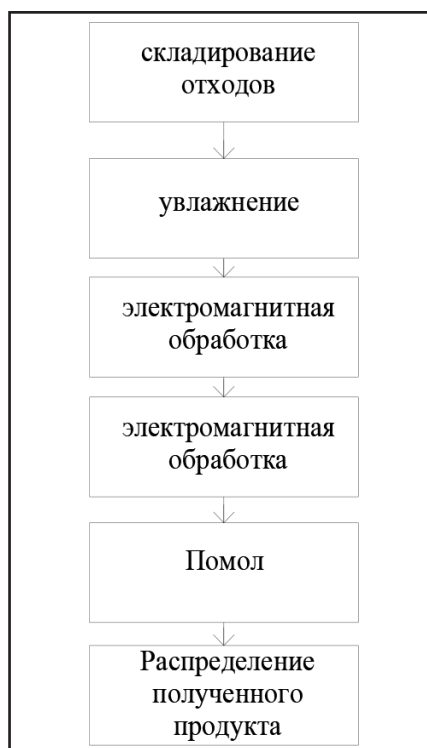 складирование
отходов
увлажнение
электромагнитная
обработка
электромагнитная
обработка
Помол
Распределение
полученного
продукта